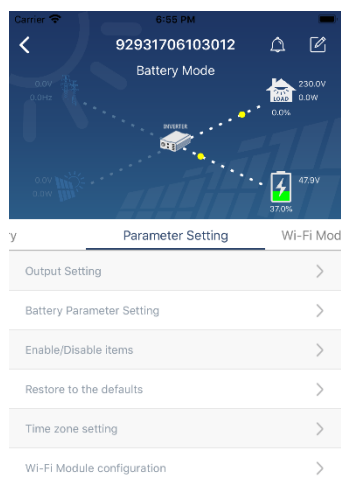 Carrier 6:55 PM
92931706103012
Battery Mode
0.0V
0.0Hz
230.0V
0.0W
LOAD
0.0%
INVERTER
0.0V
0.0W
47.9V
37.0%
y Parameter Setting Wi-Fi Mod
Output Setting
Battery Parameter Setting
Enable/Disable items
Restore to the defaults
Time zone setting
Wi-Fi Module configuration